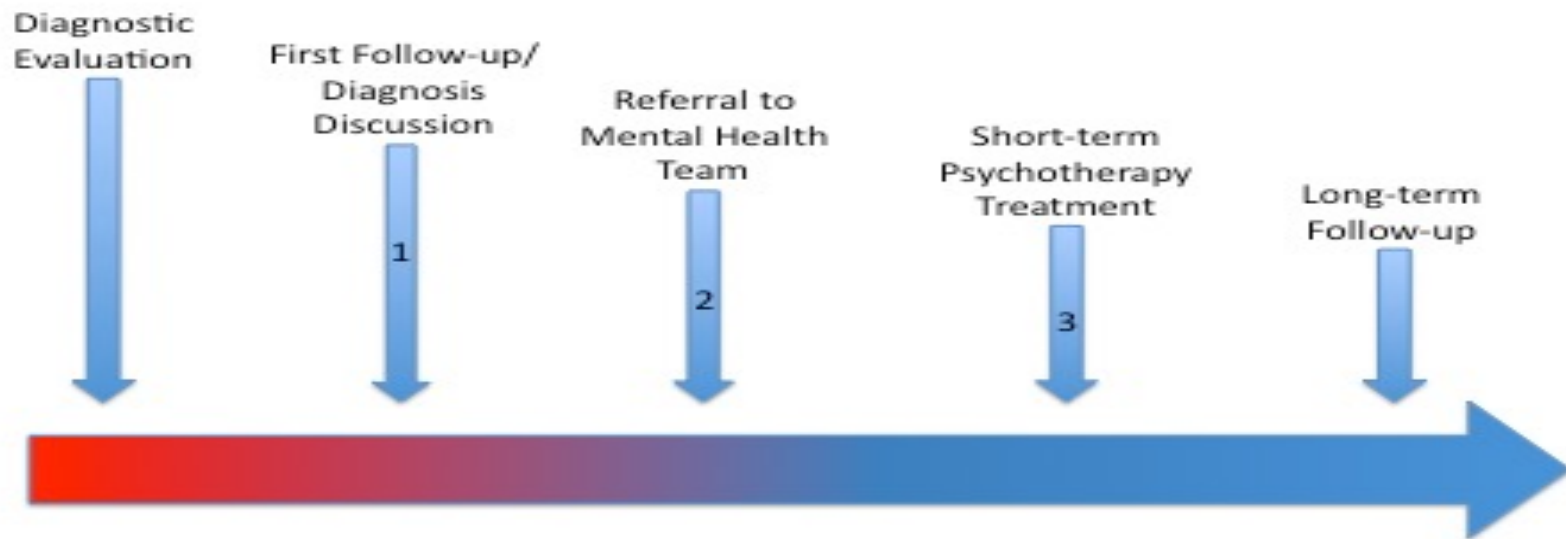 Diagnostic
Evaluation
First Follow-up/
Diagnosis
Discussion
1
Referral to
Mental Health
Team
2
Short-term
Psychotherapy
Treatment
3
Long-term
Follow-up